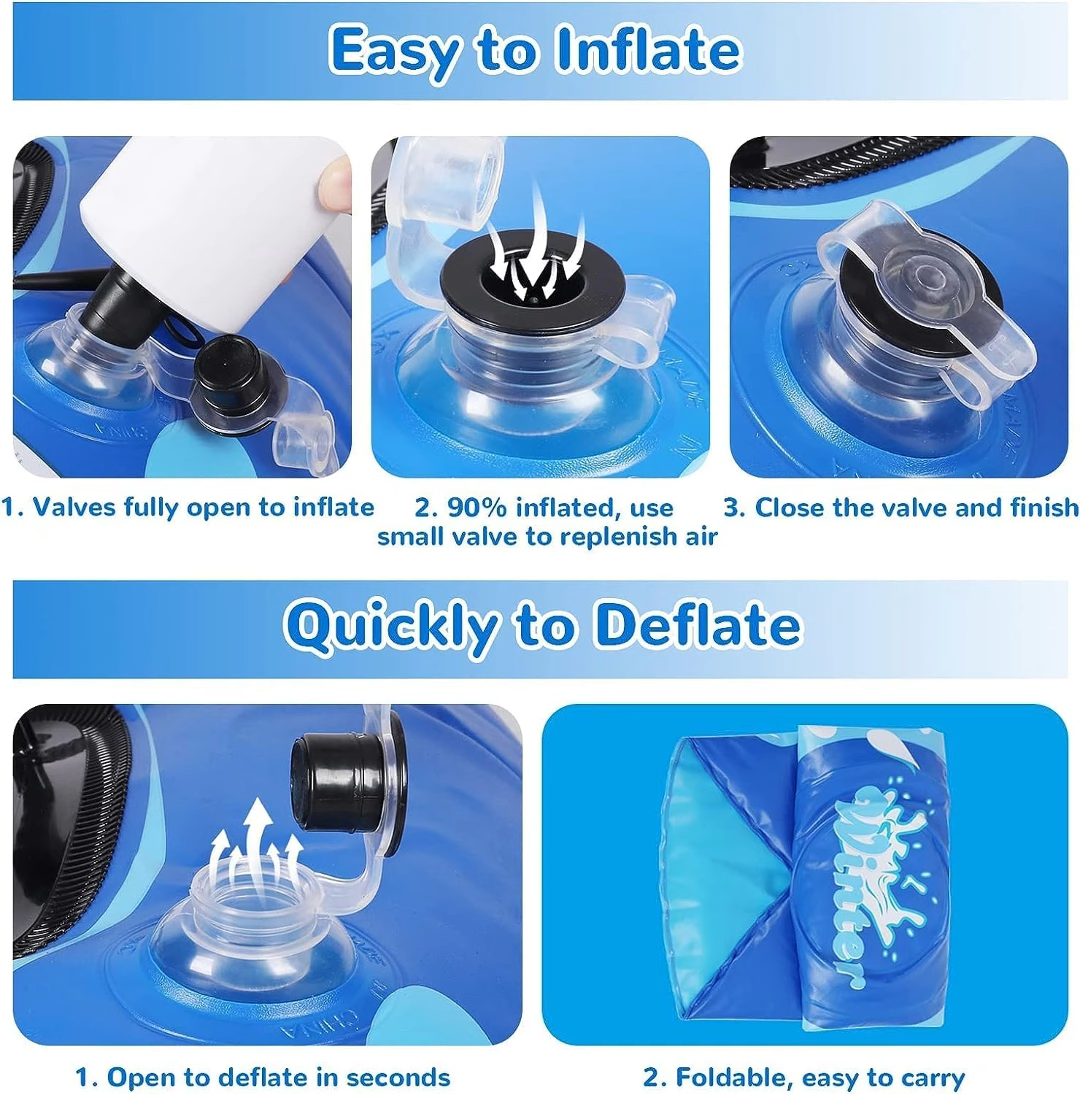 Easy to Inflate
1. Valves fully open to inflate
2. 90% inflated, use
small valve to replenish air
3. Close the valve and finish
Quickly to Deflate
CHINA
Winter
1. Open to deflate in seconds
2. Foldable, easy to carry